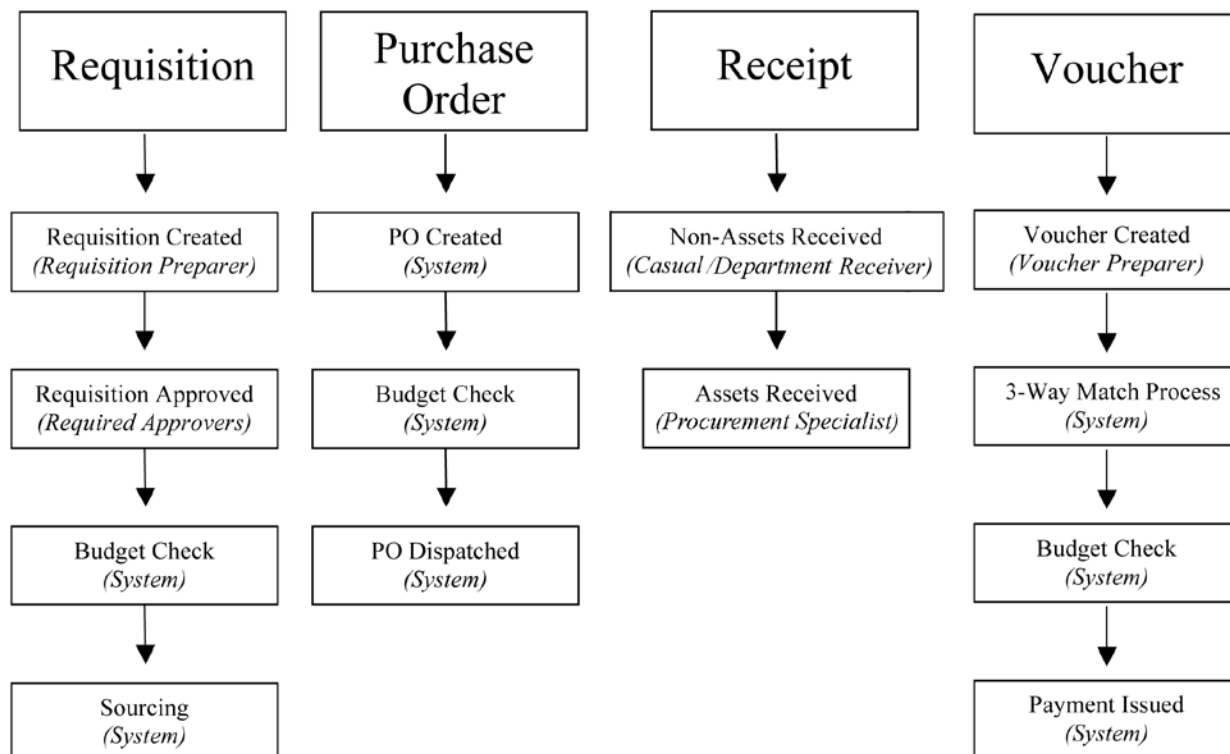 Requisition
Requisition Created
(Requisition Preparer)
Requisition Approved
(Required Approvers)
Budget Check
(System)
Sourcing
(System)
Purchase
Order
PO Created
(System)
Budget Check
(System)
PO Dispatched
(System)
Receipt
Non-Assets Received
(Casual /Department Receiver)
Assets Received
(Procurement Specialist)
Voucher
Voucher Created
(Voucher Preparer)
3-Way Match Process
(System)
Budget Check
(System)
Payment Issued
(System)